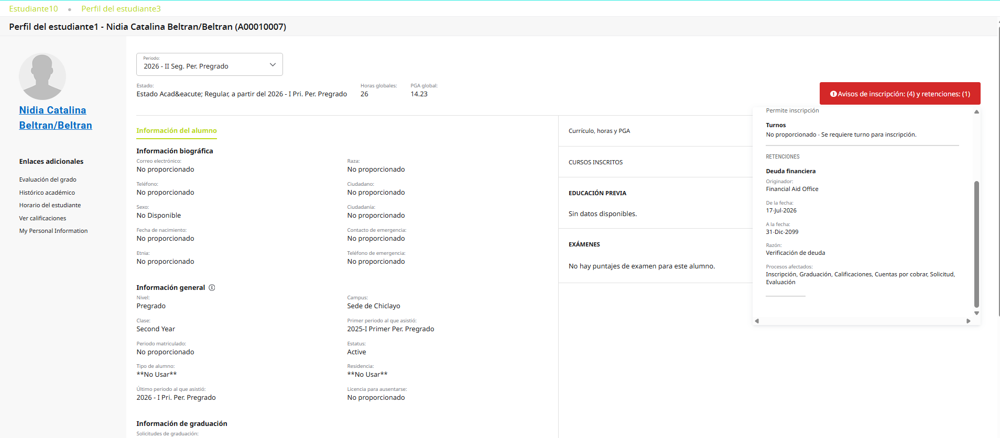 Estudiante10 • Perfil del estudiante3
Perfil del estudiante1 - Nidia Catalina Beltran/Beltran (A00010007)
Nidia Catalina
Beltran/Beltran
Enlaces adicionales
Evaluación del grado
Histórico académico
Horario del estudiante
Ver calificaciones
My Personal Information
Periodo:
2026 - II Seg. Per. Pregrado
Estado:
Estado Acad&eacute; Regular, a partir del 2026 - I Pri. Per. Pregrado
Horas globales:
26
PGA global:
14.23
Avisos de inscripción: (4) y retenciones: (1)
Información del alumno
Información biográfica
Correo electrónico:
No proporcionado
Raza:
No proporcionado
Teléfono:
No proporcionado
Ciudadano:
No proporcionado
Sexo:
No Disponible
Ciudadanía:
No proporcionado
Fecha de nacimiento:
No proporcionado
Contacto de emergencia:
No proporcionado
Etnia:
No proporcionado
Teléfono de emergencia:
No proporcionado
Información general
Nivel:
Pregrado
Campus:
Sede de Chiclayo
Clase:
Second Year
Primer periodo al que asistió:
2025-I Primer Per. Pregrado
Periodo matriculado:
No proporcionado
Estatus:
Active
Tipo de alumno:
**No Usar**
Residencia:
**No Usar**
Último periodo al que asistió:
2026 - I Pri. Per. Pregrado
Licencia para ausentarse:
No proporcionado
Información de graduación
Solicitudes de graduación:
Currículo, horas y PGA
CURSOS INSCRITOS
EDUCACIÓN PREVIA
Sin datos disponibles.
EXÁMENES
No hay puntajes de examen para este alumno.
Permite inscripción
Turnos
No proporcionado - Se requiere turno para inscripción.
RETENCIONES
Deuda financiera
Originador:
Financial Aid Office
De la fecha:
17-Jul-2026
A la fecha:
31-Dic-2099
Razón:
Verificación de deuda
Procesos afectados:
Inscripción, Graduación, Calificaciones, Cuentas por cobrar, Solicitud,
Evaluación